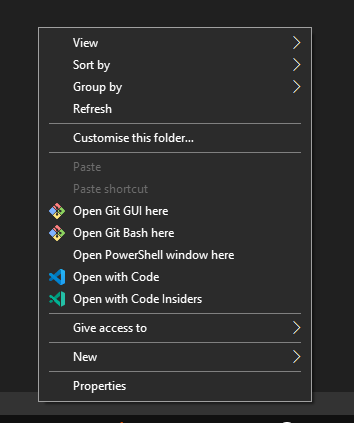 View
Sort by
Group by
Refresh
Customise this folder...
Paste
Paste shortcut
Open Git GUI here
Open Git Bash here
Open PowerShell window here
Open with Code
Open with Code Insiders
Give access to
New
Properties